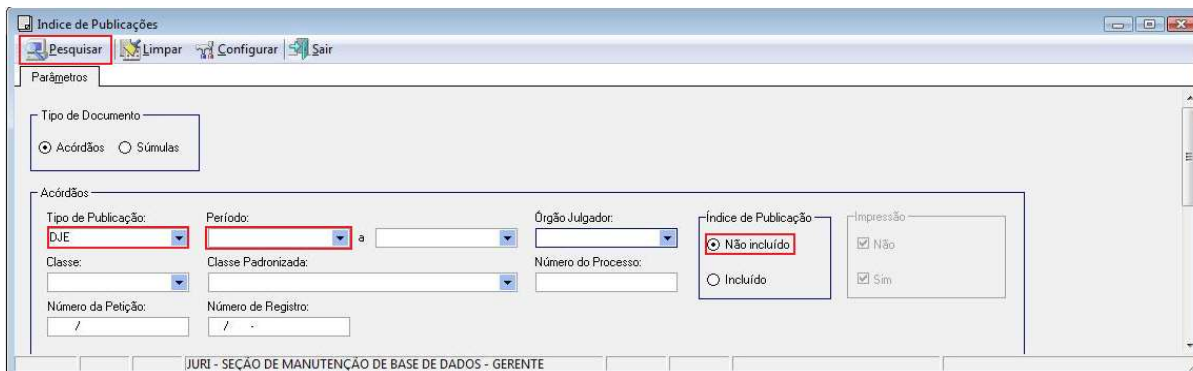 Indice de Publicações
Pesquisar Limpar Configurar Sair
Parâmetros
Tipo de Documento
Acórdãos Súmulas
Acórdãos
Tipo de Publicação: Período: Órgão Julgador: Índice de Publicação Impressão
DJE a Não incluído Não
Classe: Classe Padronizada: Número do Processo: Incluído Sim
Número da Petição: Número de Registro:
/ / -
JURI - SEÇÃO DE MANUTENÇÃO DE BASE DE DADOS - GERENTE